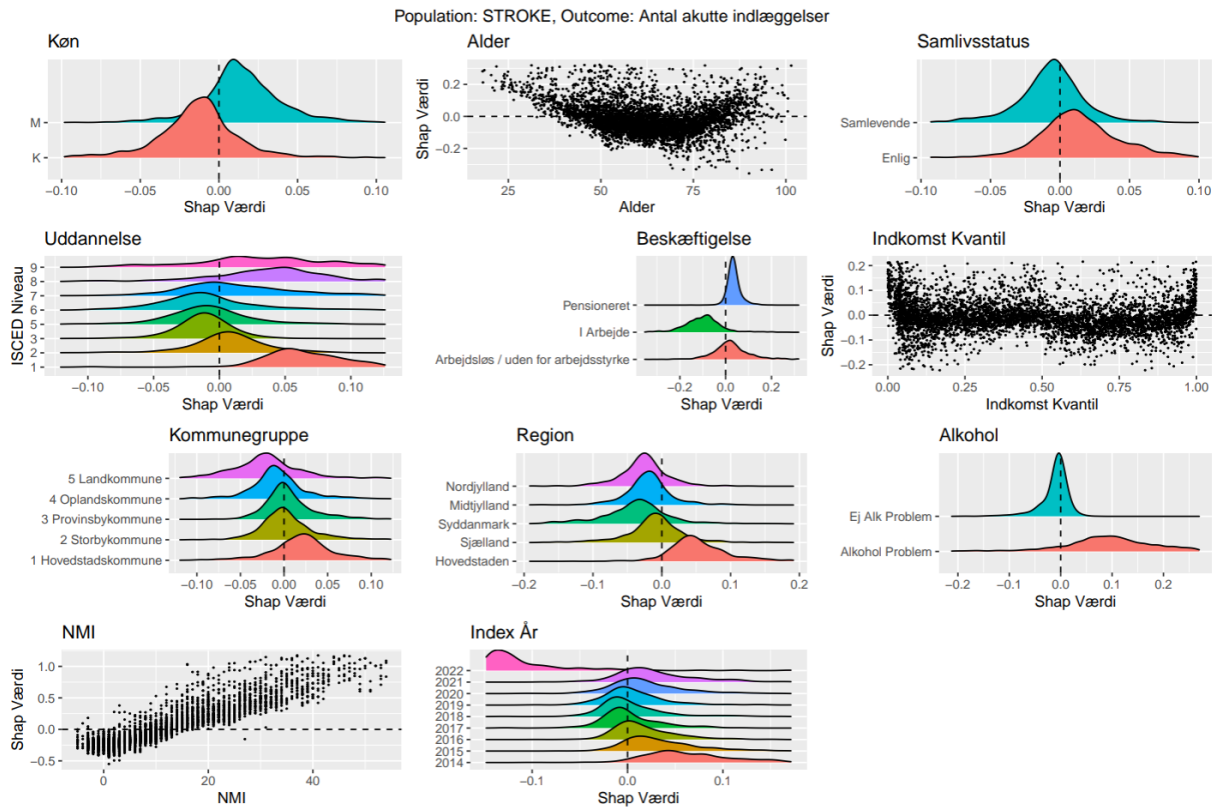 Population: STROKE, Outcome: Antal akutte indlæggelser
Køn
M
K
−0.10 −0.05 0.00 0.05 0.10
Shap Værdi
Alder
Shap Værdi
0.2
0.0
−0.2
25 50 75 100
Alder
Samlivsstatus
Samlevende
Enlig
−0.10 −0.05 0.00 0.05 0.10
Shap Værdi
Uddannelse
ISCED Niveau
9
8
7
6
5
3
2
1
−0.10 −0.05 0.00 0.05 0.10
Shap Værdi
Beskæftigelse
Pensioneret
I Arbejde
Arbejdsløs / uden for arbejdsstyrke
−0.2 0.0 0.2
Shap Værdi
Indkomst Kvantil
Shap Værdi
0.2
0.1
0.0
−0.1
−0.2
0.00 0.25 0.50 0.75 1.00
Indkomst Kvantil
Kommunegruppe
5 Landkommune
4 Oplandskommune
3 Provinsbykommune
2 Storbykommune
1 Hovedstadskommune
−0.10 −0.05 0.00 0.05 0.10
Shap Værdi
Region
Nordjylland
Midtjylland
Syddanmark
Sjælland
Hovedstaden
−0.2 −0.1 0.0 0.1 0.2
Shap Værdi
Alkohol
Ej Alk Problem
Alkohol Problem
−0.2 −0.1 0.0 0.1 0.2
Shap Værdi
NMI
Shap Værdi
1.0
0.5
0.0
−0.5
0 20 40
NMI
Index År
2022
2021
2020
2019
2018
2017
2016
2015
2014
−0.1 0.0 0.1
Shap Værdi